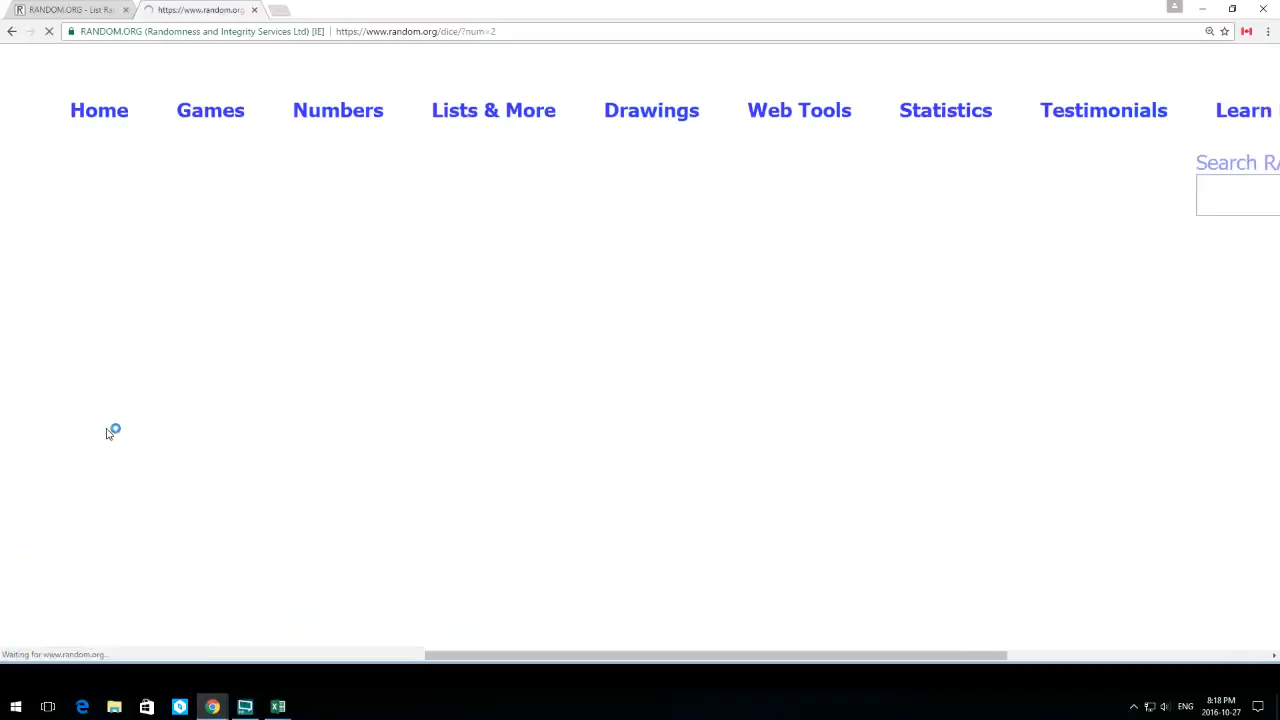 RANDOM.ORG - List Ra
https://www.random.org
RANDOM.ORG (Randomness and Integrity Services Ltd) [IE]
https://www.random.org/dice/?num=2
Home Games Numbers Lists & More Drawings Web Tools Statistics Testimonials Learn
Search RA
Waiting for www.random.org...
ENG
8:18 PM
2016-10-27